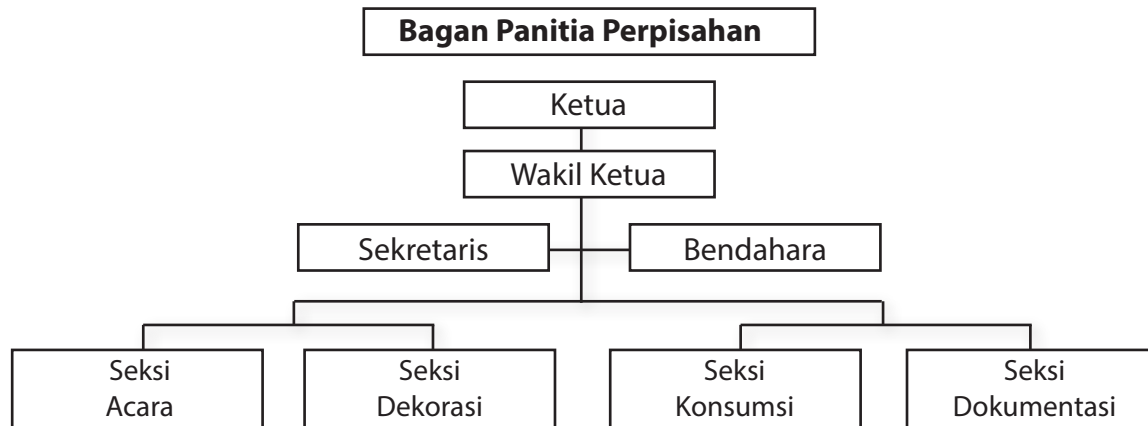 Bagan Panitia Perpisahan
Ketua
Wakil Ketua
Sekretaris
Bendahara
Seksi
Acara
Seksi
Dekorasi
Seksi
Konsumsi
Seksi
Dokumentasi